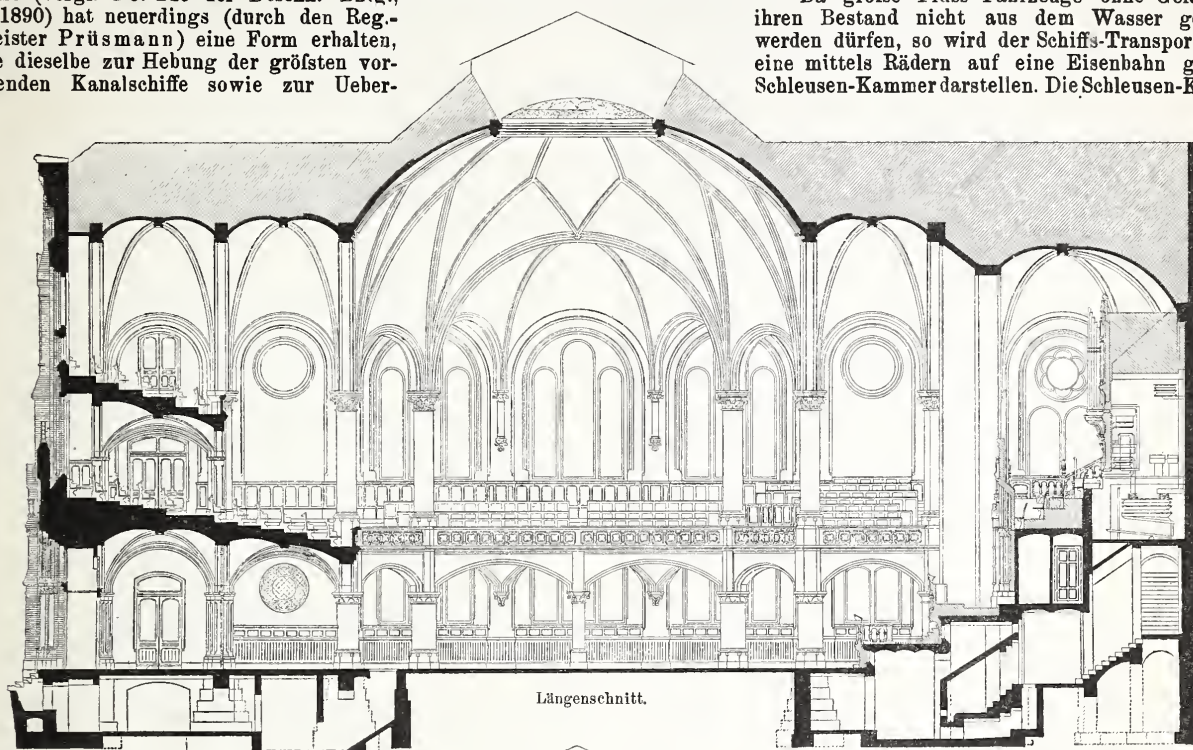 1890) hat neuerdings (durch den Reg.-
eister Prüsmann) eine Form erhalten,
e dieselbe zur Hebung der gröfsten vor-
enden Kanalschiffe sowie zur Ueber-
ihren Bestand nicht aus dem Wasser g
werden dürfen, so wird der Schiffs-Transpor
eine mittels Rädern auf eine Eisenbahn g
Schleusen-Kammer darstellen. Die Schleusen-K
Längenschnitt.